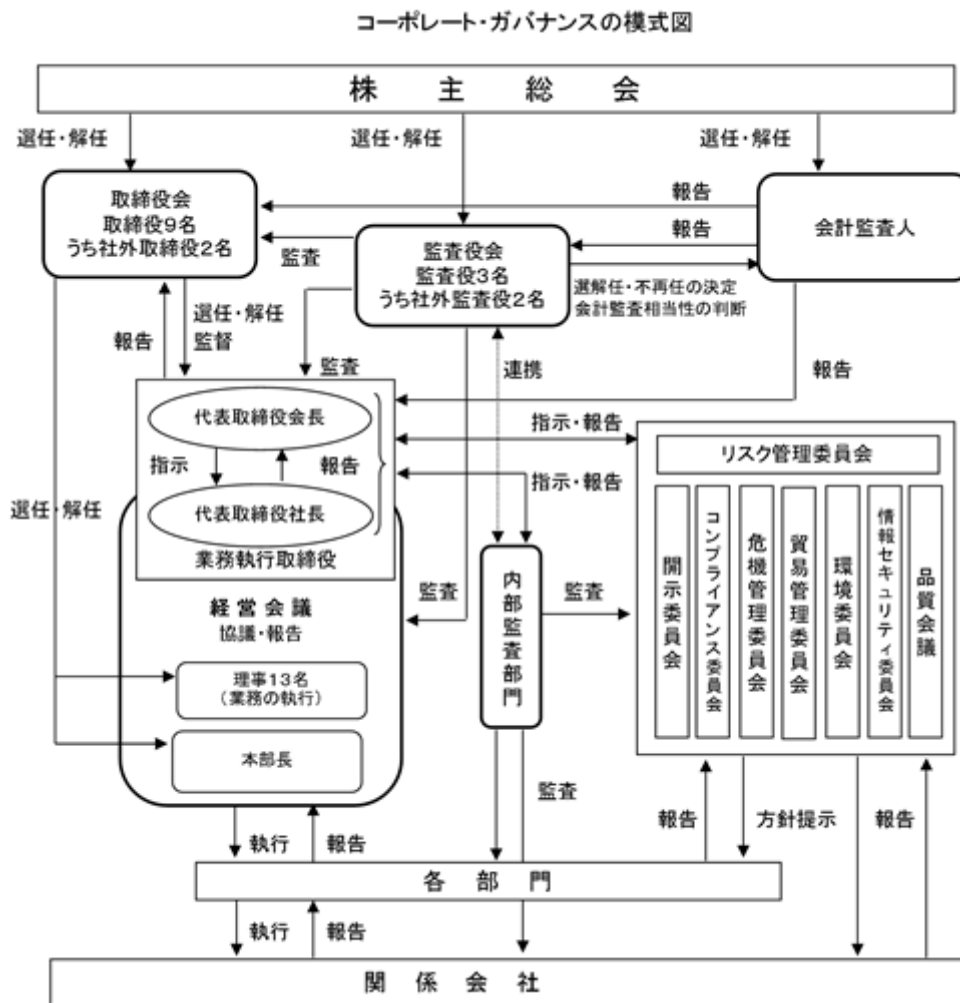 コーポレート・ガバナンスの模式図
株主総会
選任・解任
選任・解任
選任・解任
取締役会
取締役9名
うち社外取締役2名
報告
会計監査人
報告
監査
監査役会
監査役3名
うち社外監査役2名
選解任・不再任の決定
会計監査相当性の判断
選任・解任
監督
報告
監査
連携
報告
代表取締役会長
指示・報告
リスク管理委員会
指示
報告
指示・報告
選任・解任
代表取締役社長
業務執行取締役
開示委員会
コンプライアンス委員会
危機管理委員会
貿易管理委員会
環境委員会
情報セキュリティ委員会
品質会議
経営会議
協議・報告
監査
内部監査部門
監査
理事13名
(業務の執行)
本部長
監査
執行
報告
報告
方針提示
報告
各部門
執行
報告
関係会社